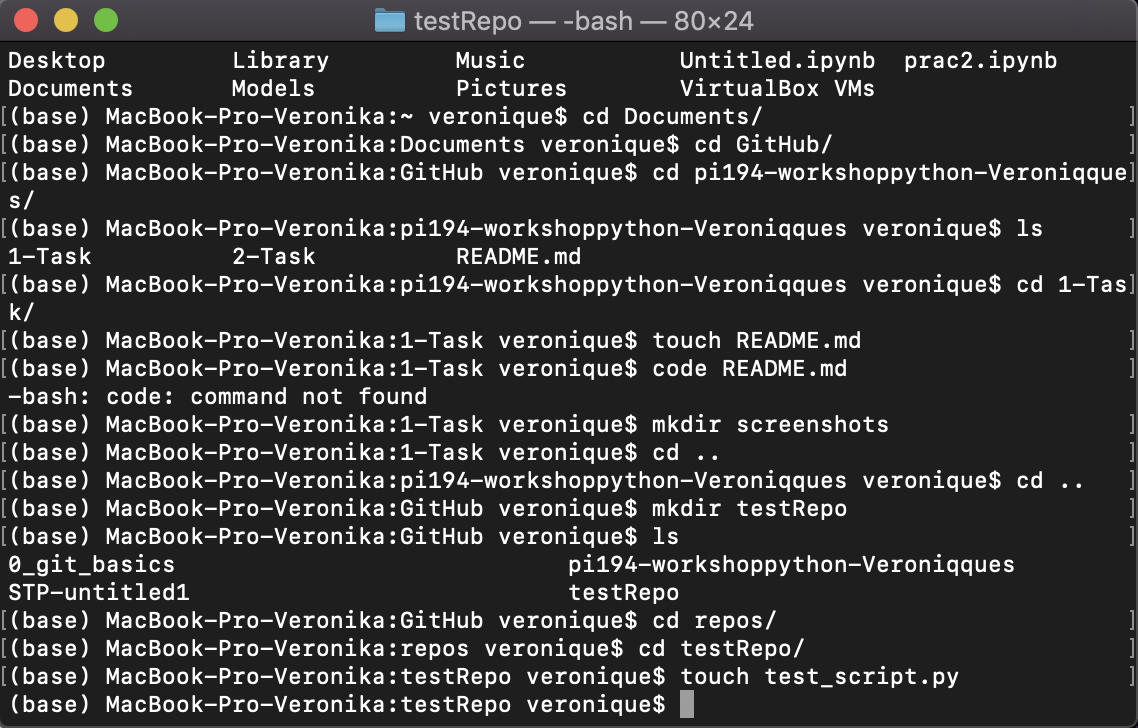 testRepo — -bash — 80×24
Desktop Library Music Untitled.ipynb prac2.ipynb
Documents Models Pictures VirtualBox VMs
[(base) MacBook-Pro-Veronika:~ veronique$ cd Documents/ ]
[(base) MacBook-Pro-Veronika:Documents veronique$ cd GitHub/ ]
[(base) MacBook-Pro-Veronika:GitHub veronique$ cd pi194-workshoppython-Veroniqque]
s/
[(base) MacBook-Pro-Veronika:pi194-workshoppython-Veroniqques veronique$ ls ]
1-Task 2-Task README.md
[(base) MacBook-Pro-Veronika:pi194-workshoppython-Veroniqques veronique$ cd 1-Tas]
k/
[(base) MacBook-Pro-Veronika:1-Task veronique$ touch README.md ]
[(base) MacBook-Pro-Veronika:1-Task veronique$ code README.md ]
-bash: code: command not found
[(base) MacBook-Pro-Veronika:1-Task veronique$ mkdir screenshots ]
[(base) MacBook-Pro-Veronika:1-Task veronique$ cd .. ]
[(base) MacBook-Pro-Veronika:pi194-workshoppython-Veroniqques veronique$ cd .. ]
[(base) MacBook-Pro-Veronika:GitHub veronique$ mkdir testRepo ]
[(base) MacBook-Pro-Veronika:GitHub veronique$ ls ]
0_git_basics pi194-workshoppython-Veroniqques
STP-untitled1 testRepo
[(base) MacBook-Pro-Veronika:GitHub veronique$ cd repos/ ]
[(base) MacBook-Pro-Veronika:repos veronique$ cd testRepo/ ]
[(base) MacBook-Pro-Veronika:testRepo veronique$ touch test_script.py ]
(base) MacBook-Pro-Veronika:testRepo veronique$